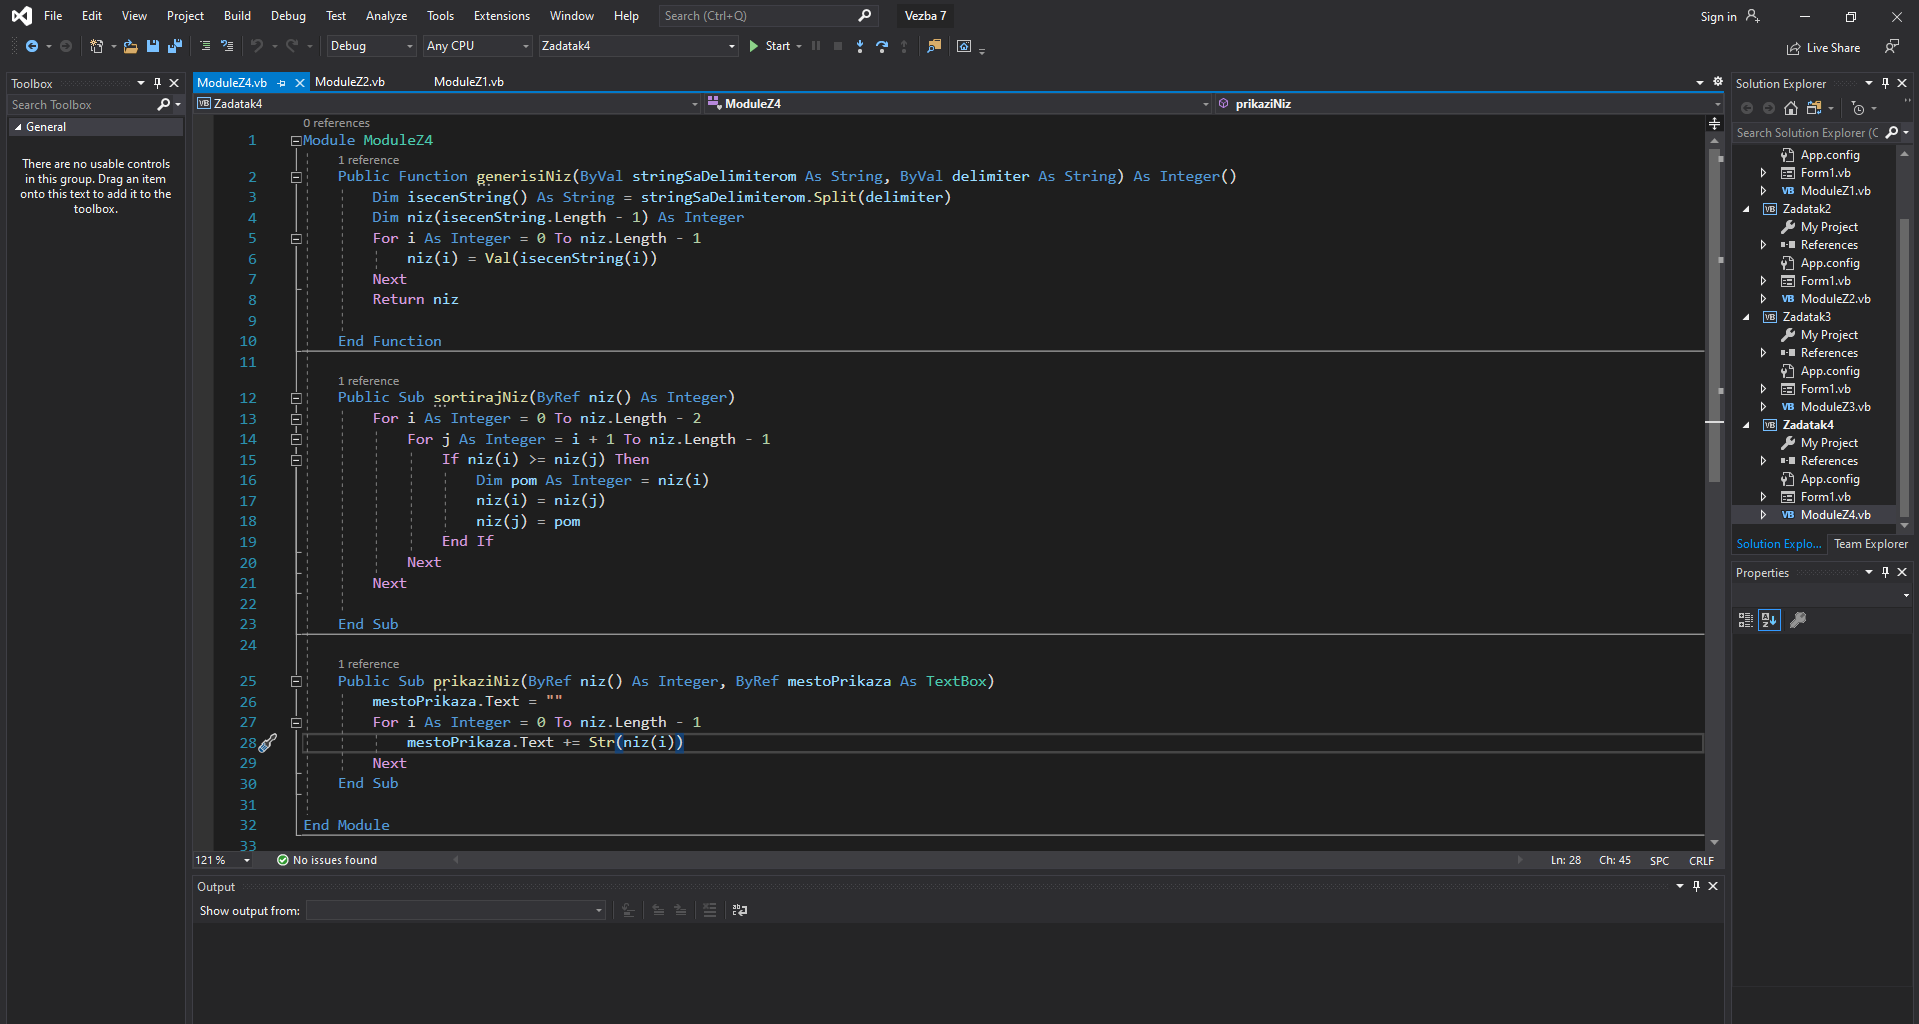 File Edit View Project Build Debug Test Analyze Tools Extensions Window Help Search (Ctrl+Q) Vezba 7 Sign in
Debug Any CPU Zadatak4 Start Live Share
Toolbox
Search Toolbox
General
There are no usable controls
in this group. Drag an item
onto this text to add it to the
toolbox.
ModuleZ4.vb ModuleZ2.vb ModuleZ1.vb
VB Zadatak4 ModuleZ4 prikaziNiz
0 references
1 Module ModuleZ4
1 reference
2 Public Function generisiNiz(ByVal stringSaDelimiterom As String, ByVal delimiter As String) As Integer()
3 Dim isecenString() As String = stringSaDelimiterom.Split(delimiter)
4 Dim niz(isecenString.Length - 1) As Integer
5 For i As Integer = 0 To niz.Length - 1
6 niz(i) = Val(isecenString(i))
7 Next
8 Return niz
9
10 End Function
11
1 reference
12 Public Sub sortirajNiz(ByRef niz() As Integer)
13 For i As Integer = 0 To niz.Length - 2
14 For j As Integer = i + 1 To niz.Length - 1
15 If niz(i) >= niz(j) Then
16 Dim pom As Integer = niz(i)
17 niz(i) = niz(j)
18 niz(j) = pom
19 End If
20 Next
21 Next
22
23 End Sub
24
1 reference
25 Public Sub prikaziNiz(ByRef niz() As Integer, ByRef mestoPrikaza As TextBox)
26 mestoPrikaza.Text = ""
27 For i As Integer = 0 To niz.Length - 1
28 mestoPrikaza.Text += Str(niz(i))
29 Next
30 End Sub
31
32 End Module
33
121 % No issues found Ln: 28 Ch: 45 SPC CRLF
Output
Show output from:
Solution Explorer
Search Solution Explorer (C
App.config
Form1.vb
VB ModuleZ1.vb
VB Zadatak2
My Project
References
App.config
Form1.vb
VB ModuleZ2.vb
VB Zadatak3
My Project
References
App.config
Form1.vb
VB ModuleZ3.vb
VB Zadatak4
My Project
References
App.config
Form1.vb
VB ModuleZ4.vb
Solution Explo... Team Explorer
Properties